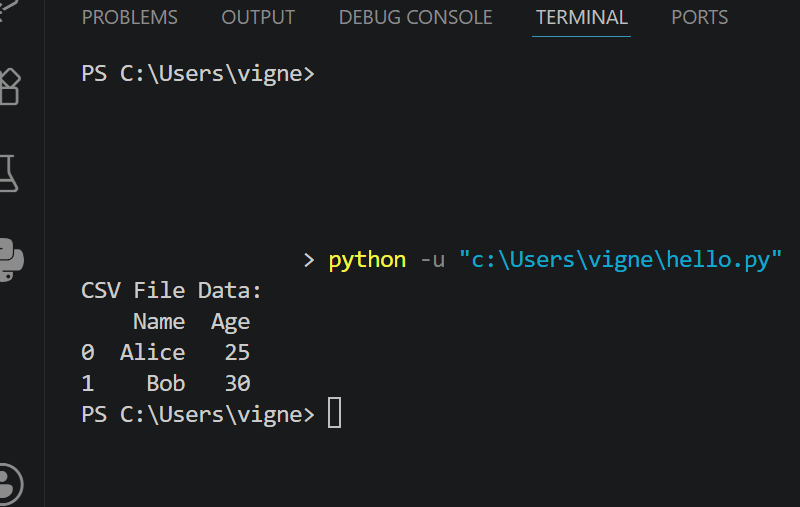 PROBLEMS OUTPUT DEBUG CONSOLE TERMINAL PORTS
PS C:\Users\vigne>
> python -u "c:\Users\vigne\hello.py"
CSV File Data:
    Name  Age
0  Alice   25
1    Bob   30
PS C:\Users\vigne>